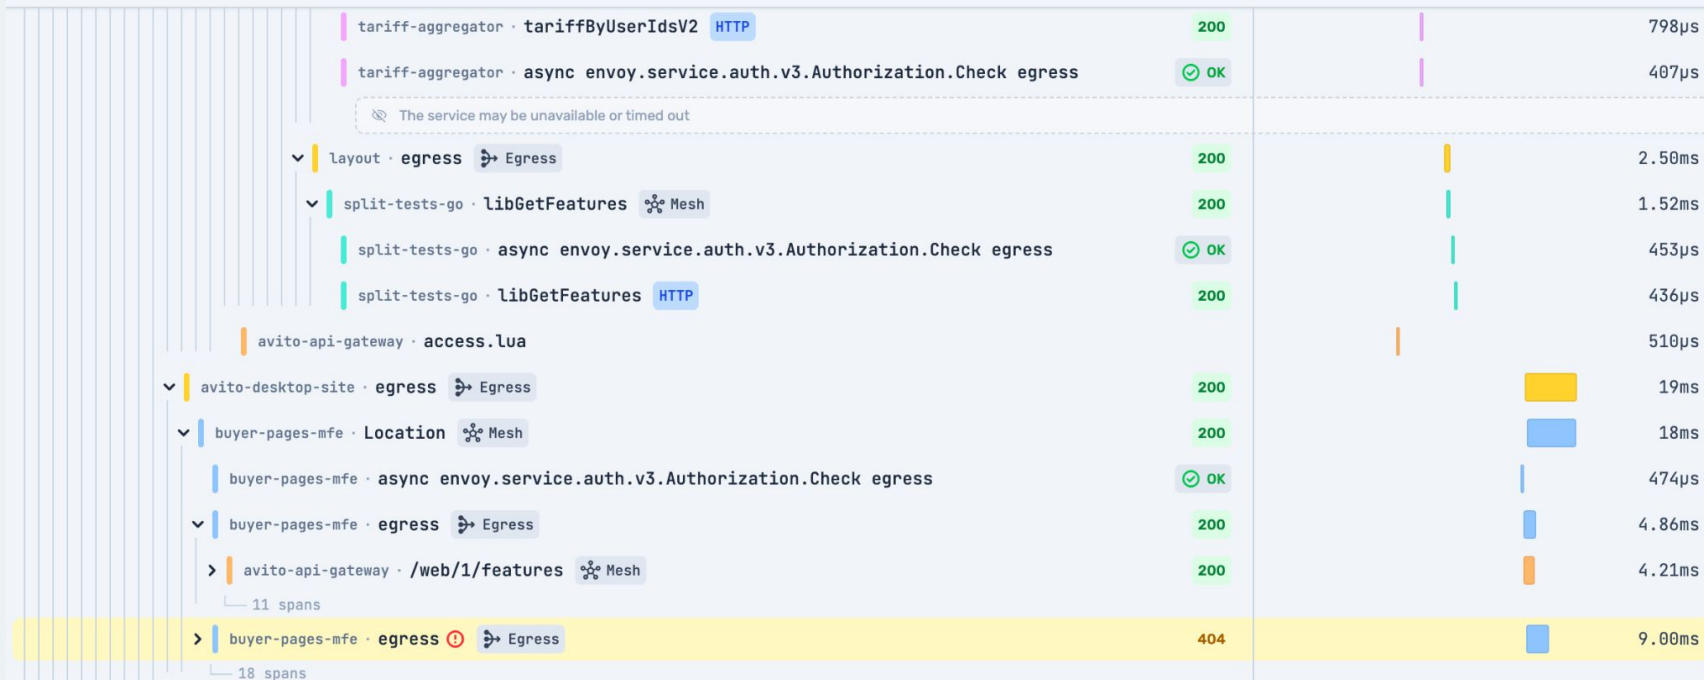 tariff-aggregator · tariffByUserIdsV2 HTTP 200 798µs
tariff-aggregator · async envoy.service.auth.v3.Authorization.Check egress OK 407µs
The service may be unavailable or timed out
layout · egress Egress 200 2.50ms
split-tests-go · libGetFeatures Mesh 200 1.52ms
split-tests-go · async envoy.service.auth.v3.Authorization.Check egress OK 453µs
split-tests-go · libGetFeatures HTTP 200 436µs
avito-api-gateway · access.lua 510µs
avito-desktop-site · egress Egress 200 19ms
buyer-pages-mfe · Location Mesh 200 18ms
buyer-pages-mfe · async envoy.service.auth.v3.Authorization.Check egress OK 474µs
buyer-pages-mfe · egress Egress 200 4.86ms
avito-api-gateway · /web/1/features Mesh 200 4.21ms
11 spans
buyer-pages-mfe · egress Egress 404 9.00ms
18 spans